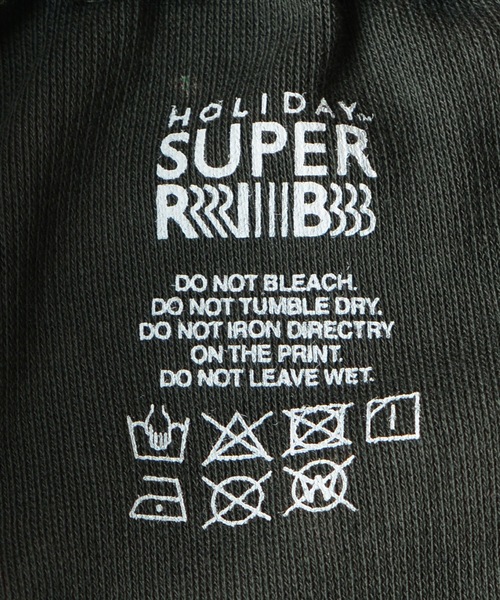 HOLIDAY™
SUPER
RIB
DO NOT BLEACH.
DO NOT TUMBLE DRY.
DO NOT IRON DIRECTRY
ON THE PRINT.
DO NOT LEAVE WET.
W